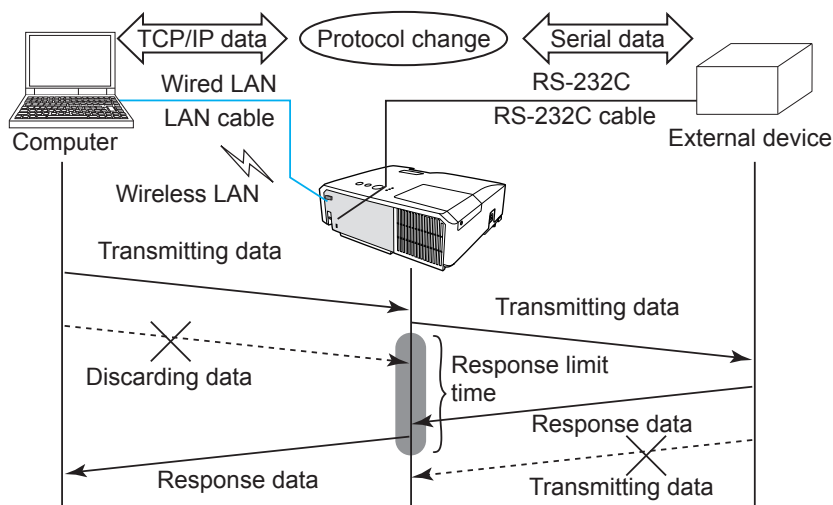 TCP/IP data
Protocol change
Serial data
Wired LAN
RS-232C
LAN cable
RS-232C cable
Computer
External device
Wireless LAN
Transmitting data
Transmitting data
Discarding data
Response limit
time
Response data
Response data
Transmitting data